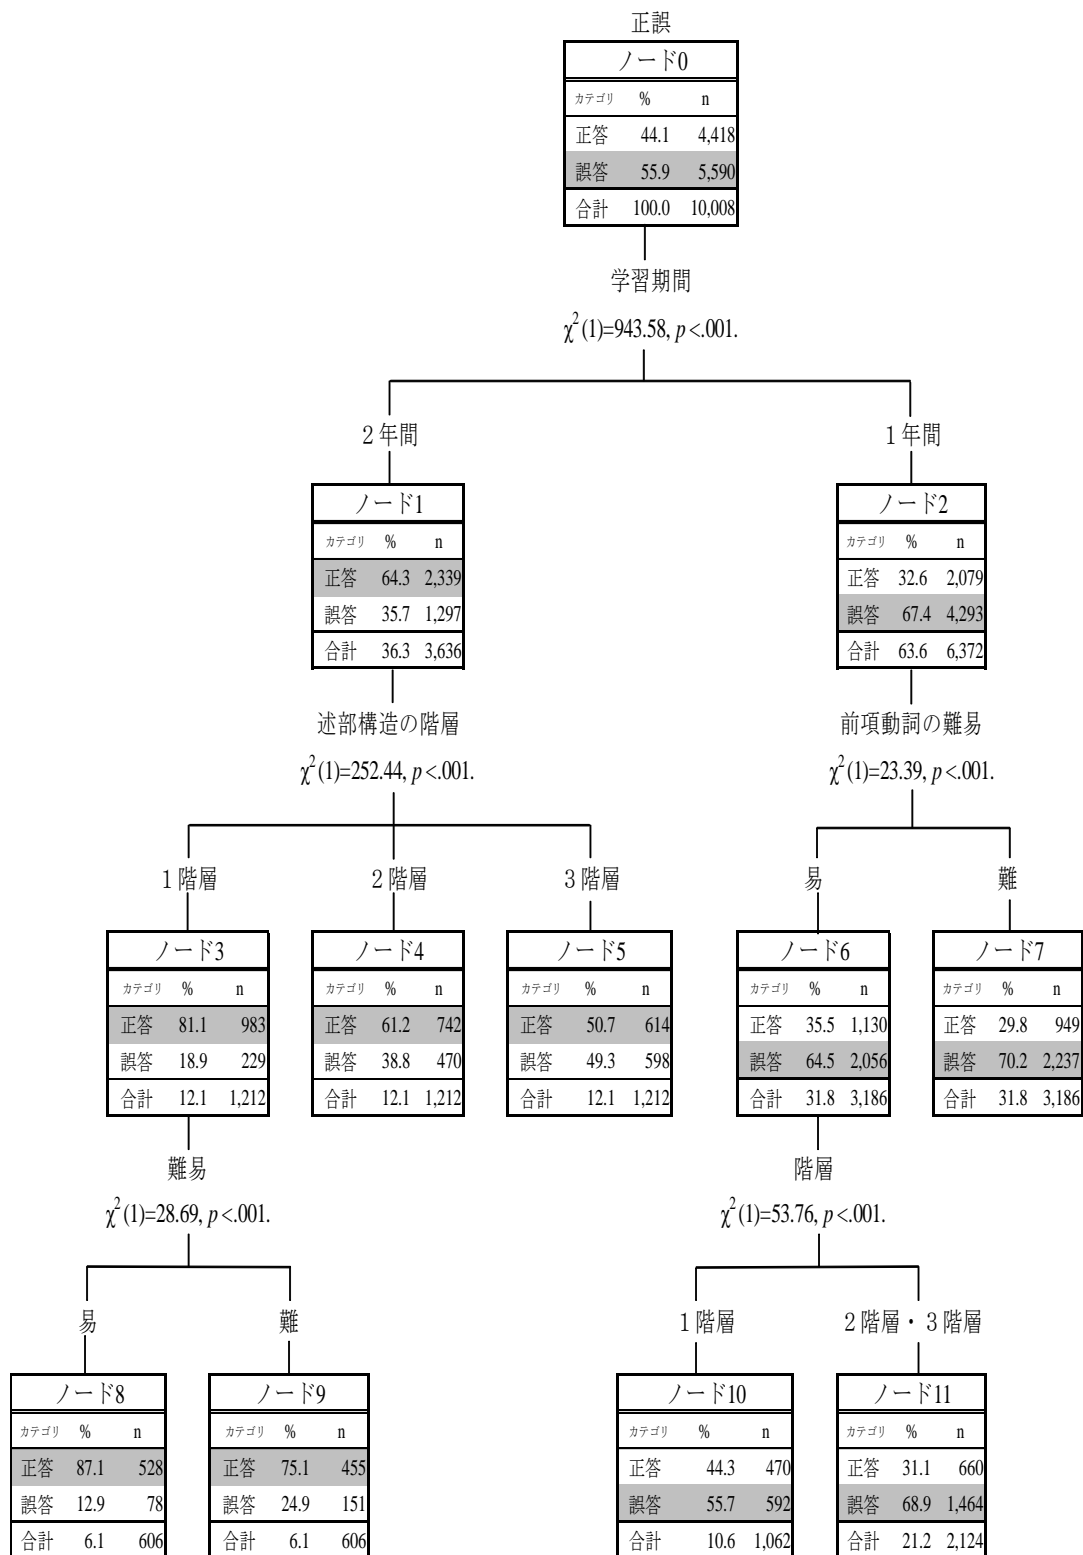 正誤
ノード0
カテゴリ % n
正答 44.1 4,418
誤答 55.9 5,590
合計 100.0 10,008
学習期間
χ²(1)=943.58, p<.001.
２年間
１年間
ノード1
カテゴリ % n
正答 64.3 2,339
誤答 35.7 1,297
合計 36.3 3,636
ノード2
カテゴリ % n
正答 32.6 2,079
誤答 67.4 4,293
合計 63.6 6,372
述部構造の階層
χ²(1)=252.44, p<.001.
前項動詞の難易
χ²(1)=23.39, p<.001.
１階層
２階層
３階層
易
難
ノード3
カテゴリ % n
正答 81.1 983
誤答 18.9 229
合計 12.1 1,212
ノード4
カテゴリ % n
正答 61.2 742
誤答 38.8 470
合計 12.1 1,212
ノード5
カテゴリ % n
正答 50.7 614
誤答 49.3 598
合計 12.1 1,212
ノード6
カテゴリ % n
正答 35.5 1,130
誤答 64.5 2,056
合計 31.8 3,186
ノード7
カテゴリ % n
正答 29.8 949
誤答 70.2 2,237
合計 31.8 3,186
難易
χ²(1)=28.69, p<.001.
階層
χ²(1)=53.76, p<.001.
易
難
１階層
２階層・３階層
ノード8
カテゴリ % n
正答 87.1 528
誤答 12.9 78
合計 6.1 606
ノード9
カテゴリ % n
正答 75.1 455
誤答 24.9 151
合計 6.1 606
ノード10
カテゴリ % n
正答 44.3 470
誤答 55.7 592
合計 10.6 1,062
ノード11
カテゴリ % n
正答 31.1 660
誤答 68.9 1,464
合計 21.2 2,124